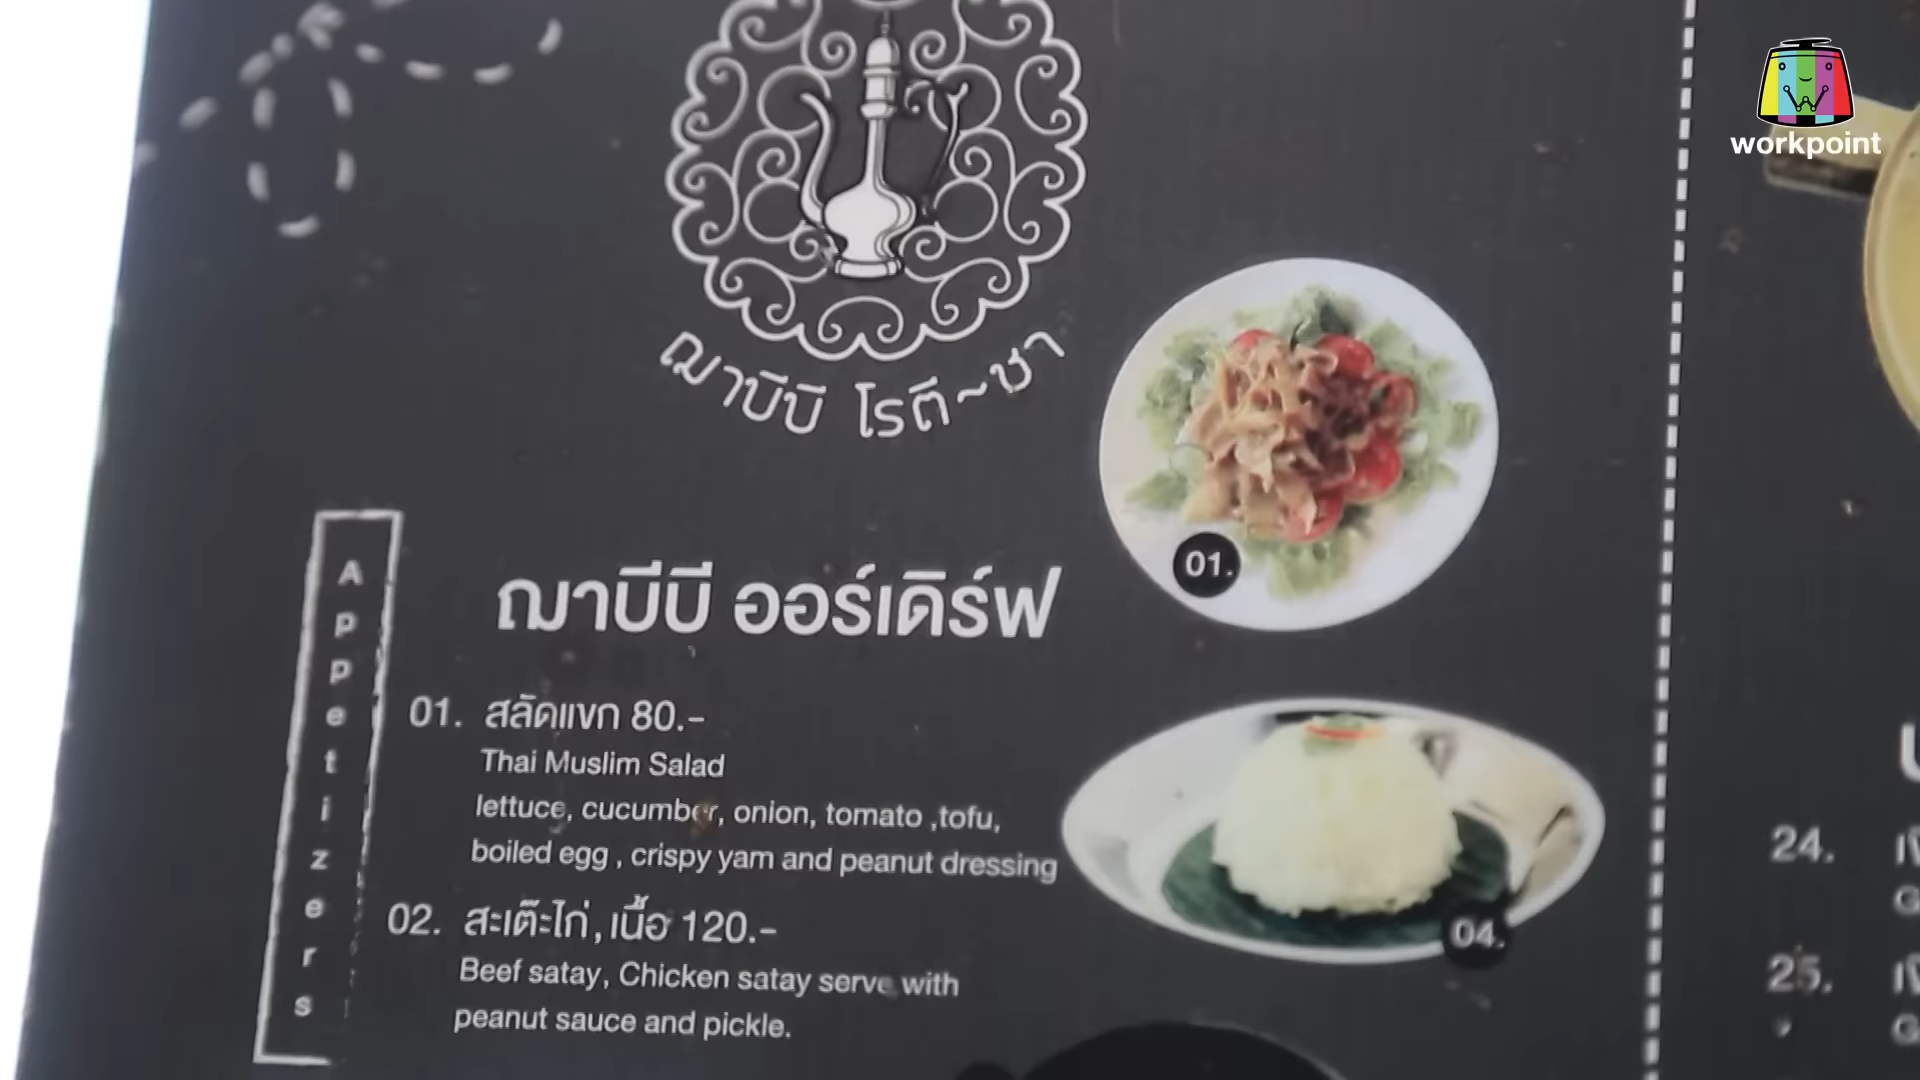 workpoint
ฌาบีบี โรตี~ชา
01.
Appetizers
ฌาบีบี ออร์เดิร์ฟ
01. สลัดแขก 80.-
Thai Muslim Salad
lettuce, cucumber, onion, tomato ,tofu,
boiled egg , crispy yam and peanut dressing
02. สะเต๊ะไก่, เนื้อ 120.-
Beef satay, Chicken satay serve with
peanut sauce and pickle.
04.
24.
25.